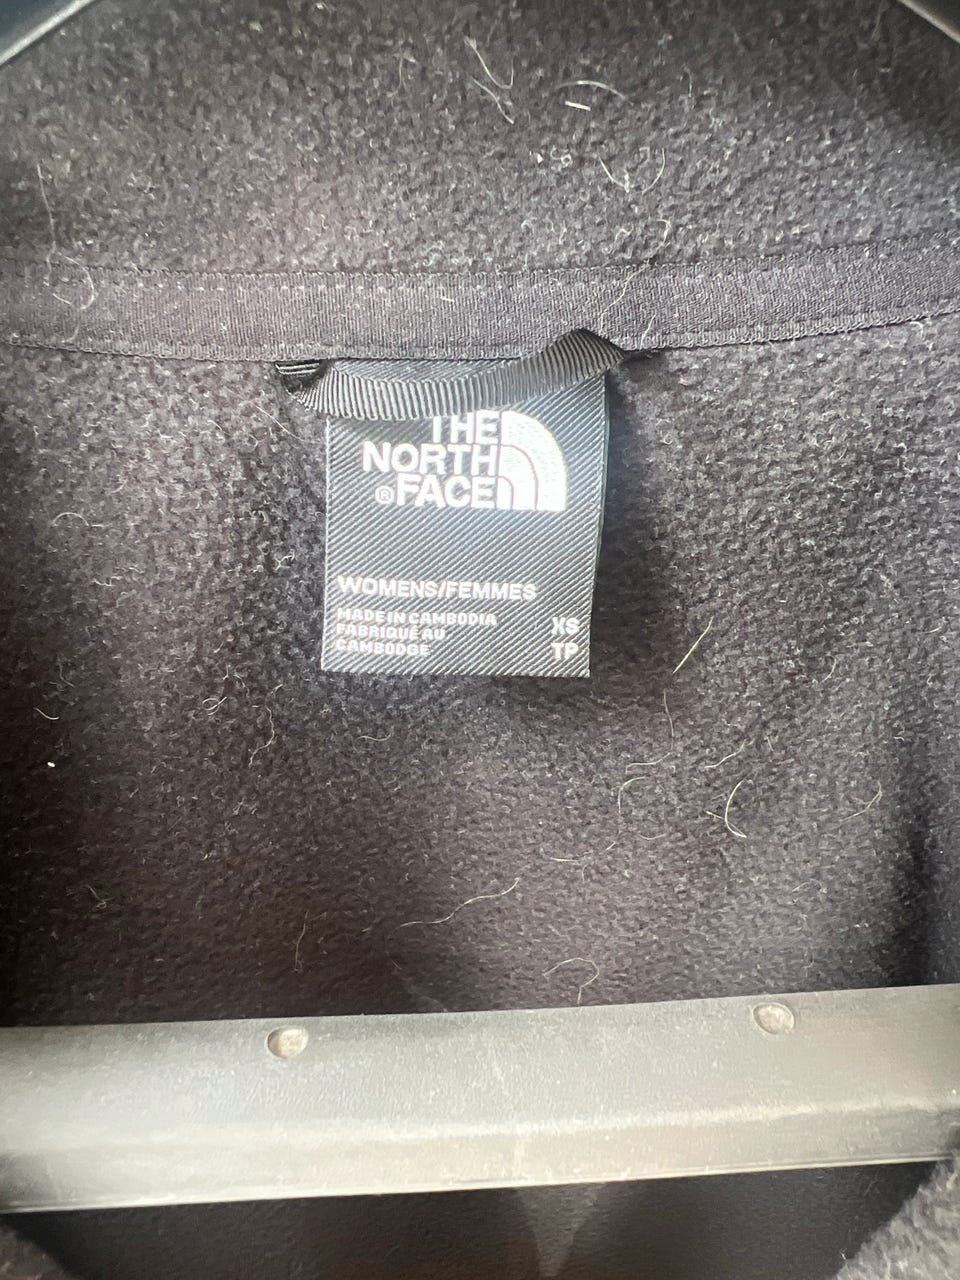 THE
NORTH
®FACE
WOMENS/FEMMES
MADE IN CAMBODIA XS
FABRIQUÉ AU
CAMBODGE TP